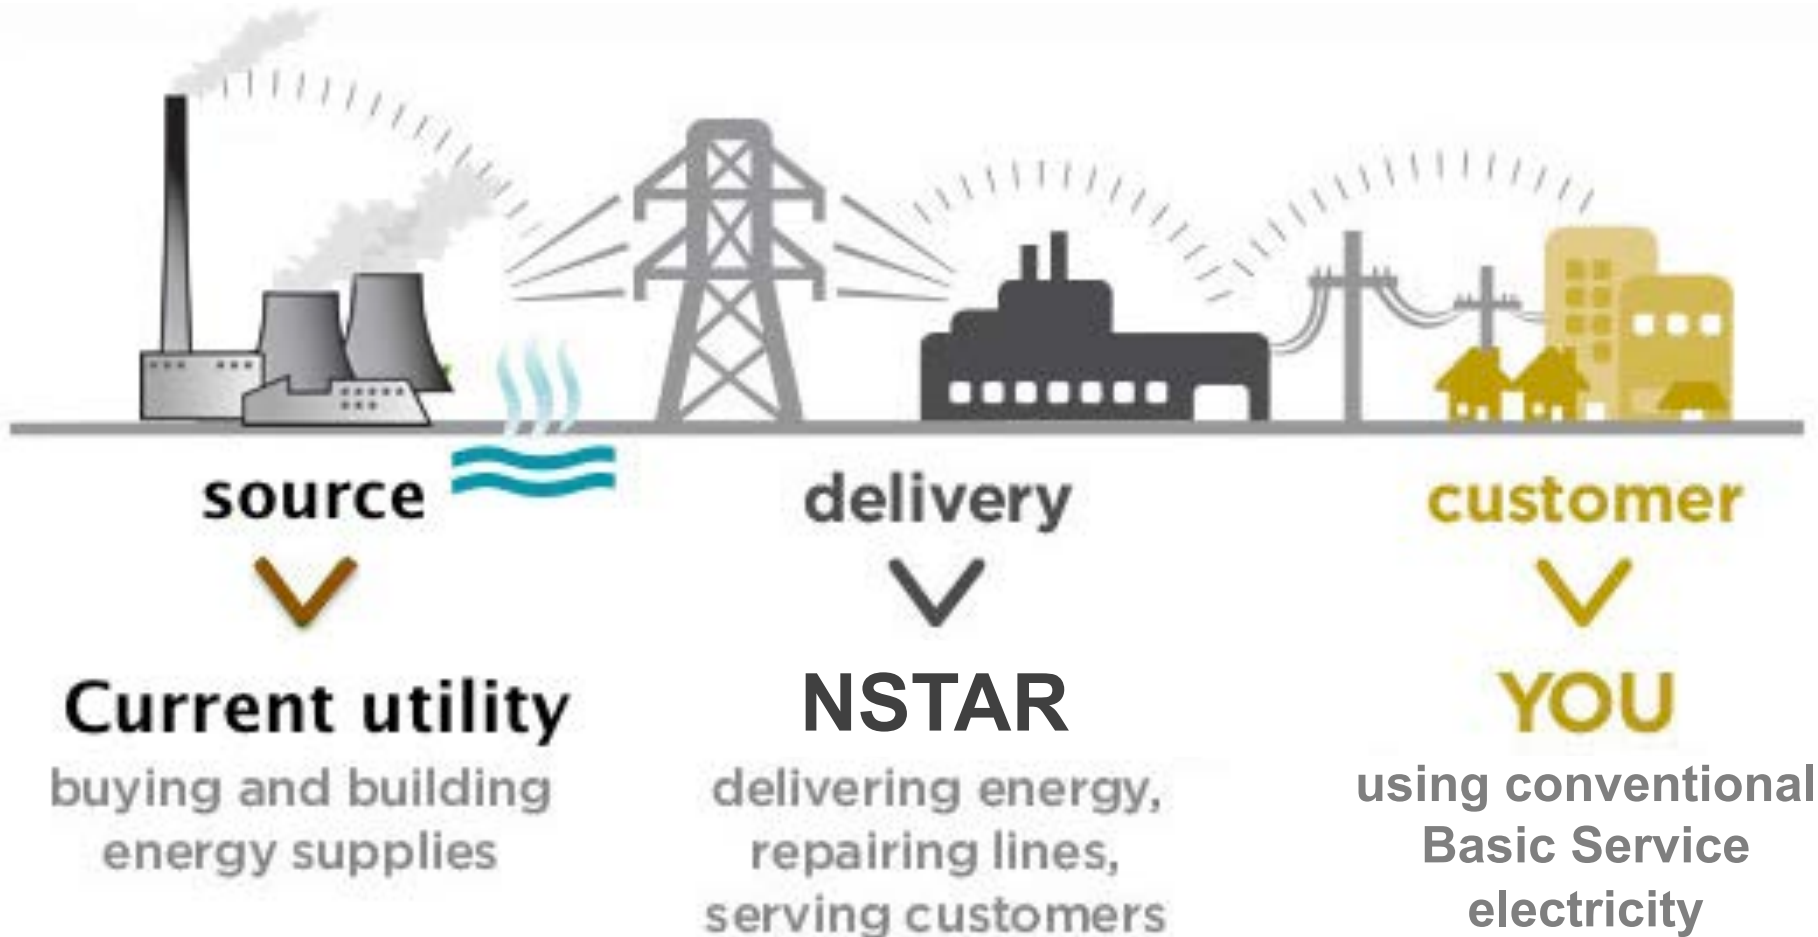 source
delivery
customer
Current utility
buying and building
energy supplies
NSTAR
delivering energy,
repairing lines,
serving customers
YOU
using conventional
Basic Service
electricity